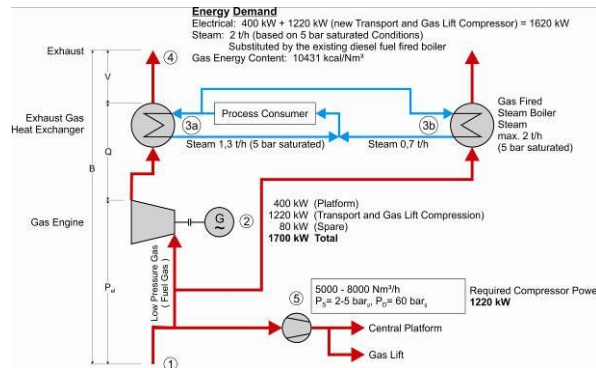 Energy Demand
Electrical: 400 kW + 1220 kW (new Transport and Gas Lift Compressor) = 1620 kW
Steam: 2 t/h (based on 5 bar saturated Conditions)
Substituted by the existing diesel fuel fired boiler
Gas Energy Content: 10431 kcal/Nm³
Exhaust
4
V
Exhaust Gas
Heat Exchanger
3a
Process Consumer
3b
Gas Fired
Steam Boiler
Steam
max. 2 t/h
(5 bar saturated)
Steam 1,3 t/h (5 bar saturated)
Steam 0,7 t/h
B
Q
Gas Engine
G
~
2
400 kW (Platform)
1220 kW (Transport and Gas Lift Compression)
80 kW (Spare)
1700 kW Total
Low Pressure Gas
( Fuel Gas )
Pel
5
5000 - 8000 Nm³/h
PS= 2-5 barg, PD= 60 barg
Required Compressor Powe
1220 kW
Central Platform
Gas Lift
1